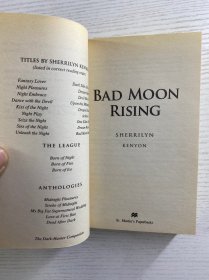 TITLES BY SHERRILYN
(listed in correct reading order)
Fantasy Lover
Night Pleasures
Night Embrace
Dance with the Devil
Kiss of the Night
Night Play
Seize the Night
Sins of the Night
Unleash the Night
THE LEAGUE
Born of Night
Born of Fire
Born of Ice
ANTHOLOGIES
Midnight Pleasures
Tales of Midnight
My Big Fat Supernatural Wedding
Love at First Bite
Dead After Dark
The Dark-Hunter Companion
BAD MOON
RISING
SHERRILYN
KENYON
St. Martin's Paperbacks